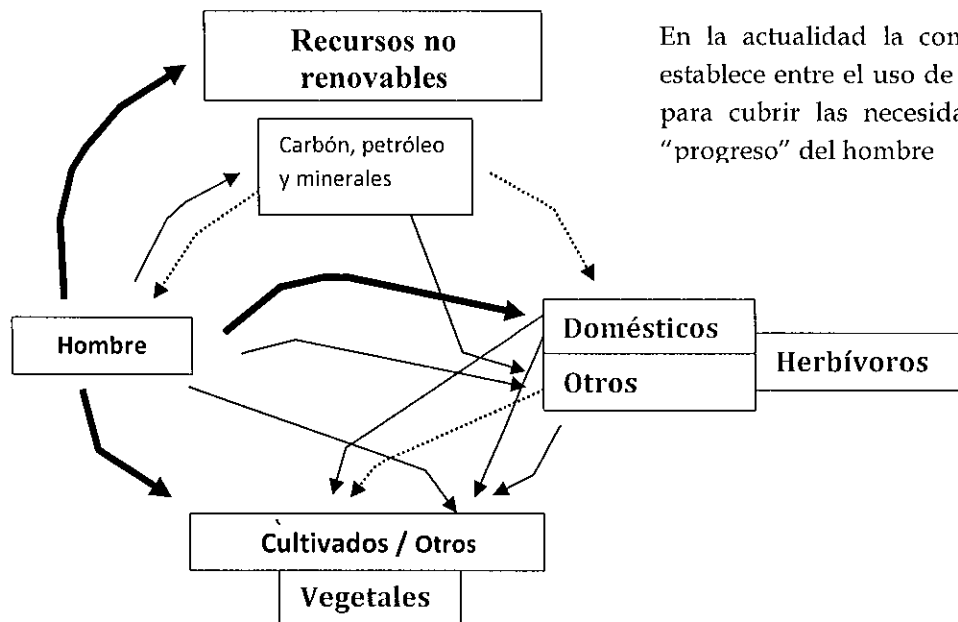 Recursos no
renovables
En la actualidad la con
establece entre el uso de
para cubrir las necesida
"progreso" del hombre
Carbón, petróleo
y minerales
Hombre
Domésticos
Otros
Herbívoros
Cultivados / Otros
Vegetales